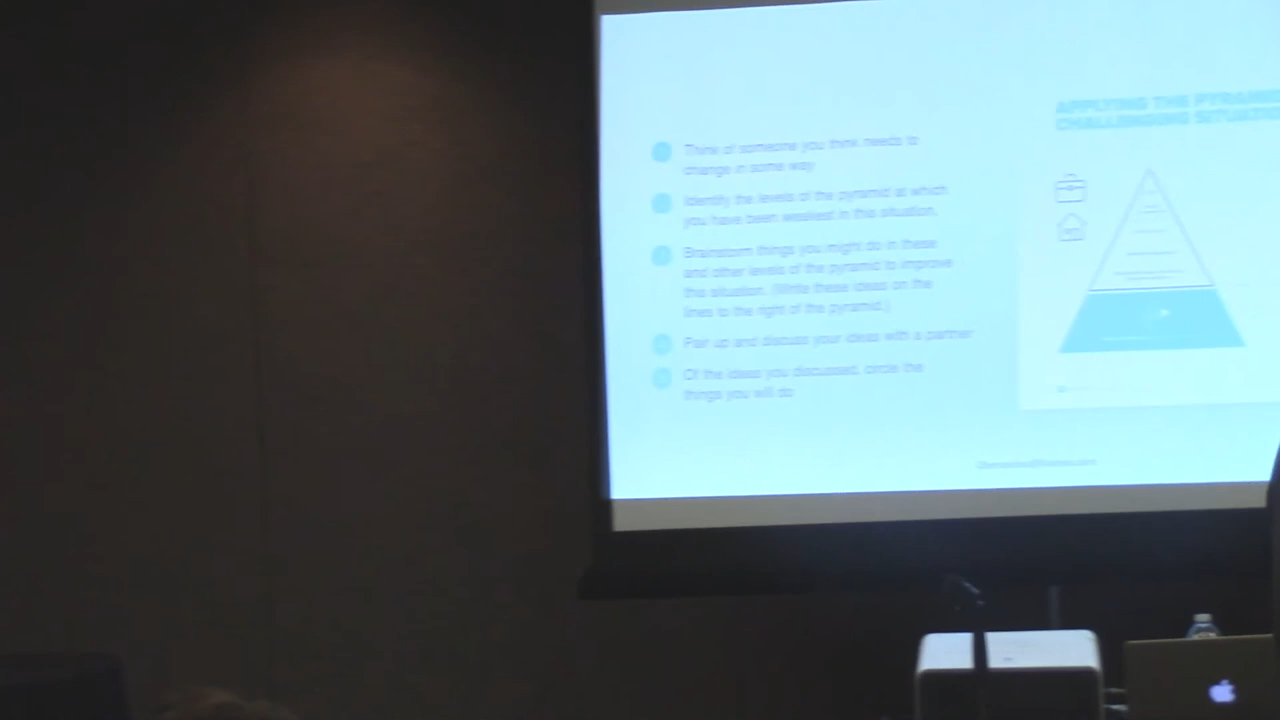 Think of someone you think needs to
change in some way
Identify the levels of the pyramid at which
you have been weakest in this situation.
Brainstorm things you might do in these
and other levels of the pyramid to improve
this situation. (Write these ideas on the
lines to the right of the pyramid.)
Pair up and discuss your ideas with a partner
Of the ideas you discussed, circle the
things you will do
APPLYING THE PYRAMI
CHALLENGING SITUATIO